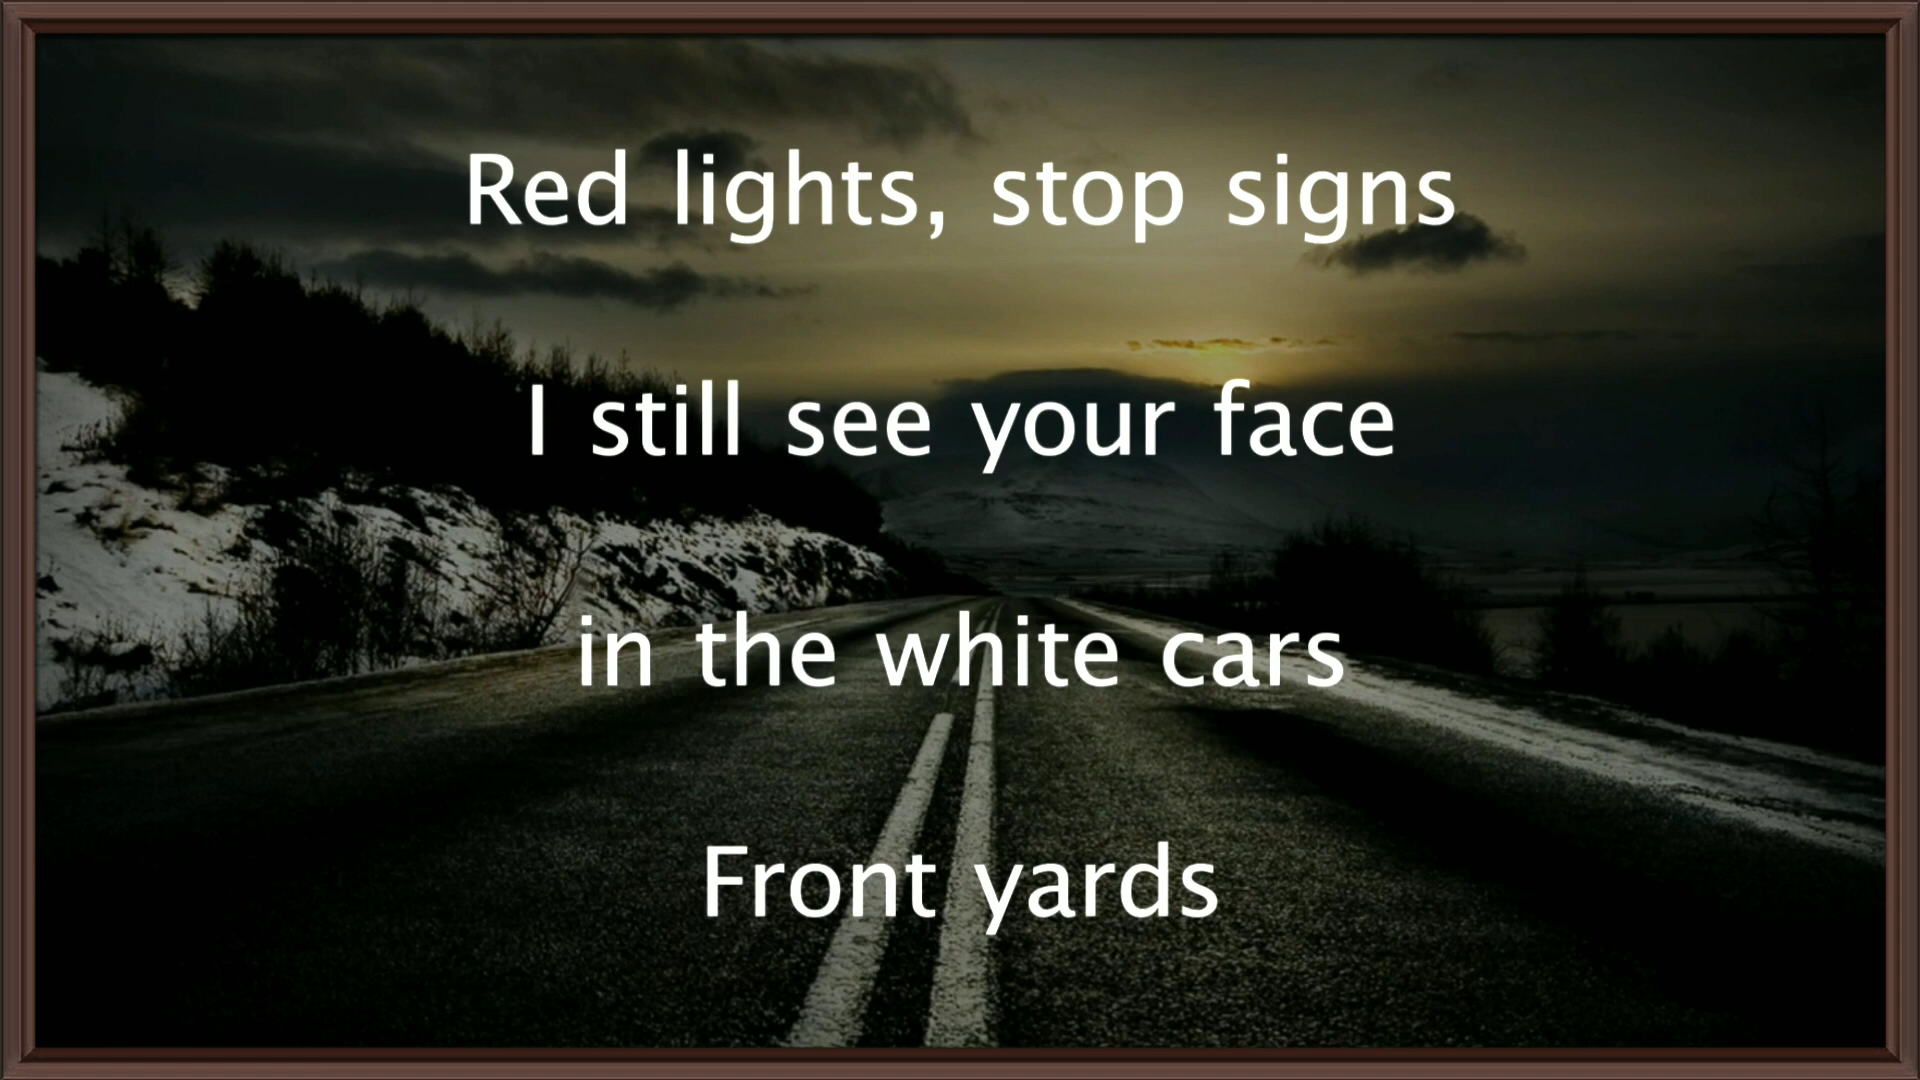 Red lights, stop signs
I still see your face
in the white cars
Front yards